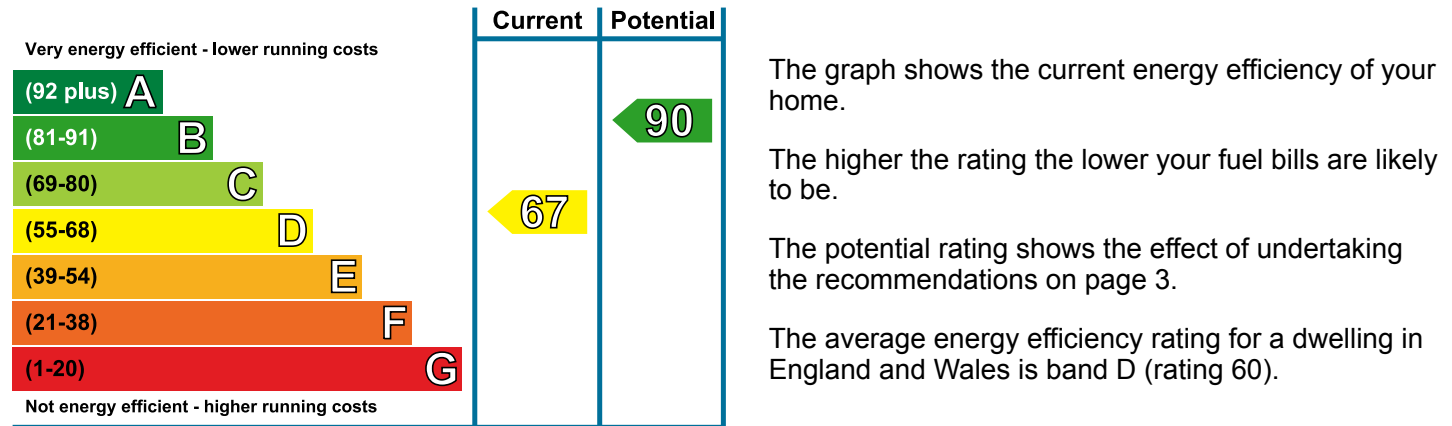 Current Potential
Very energy efficient - lower running costs
(92 plus) A
(81-91) B
(69-80) C
(55-68) D
(39-54) E
(21-38) F
(1-20) G
Not energy efficient - higher running costs
90
67
The graph shows the current energy efficiency of your
home.
The higher the rating the lower your fuel bills are likely
to be.
The potential rating shows the effect of undertaking
the recommendations on page 3.
The average energy efficiency rating for a dwelling in
England and Wales is band D (rating 60).